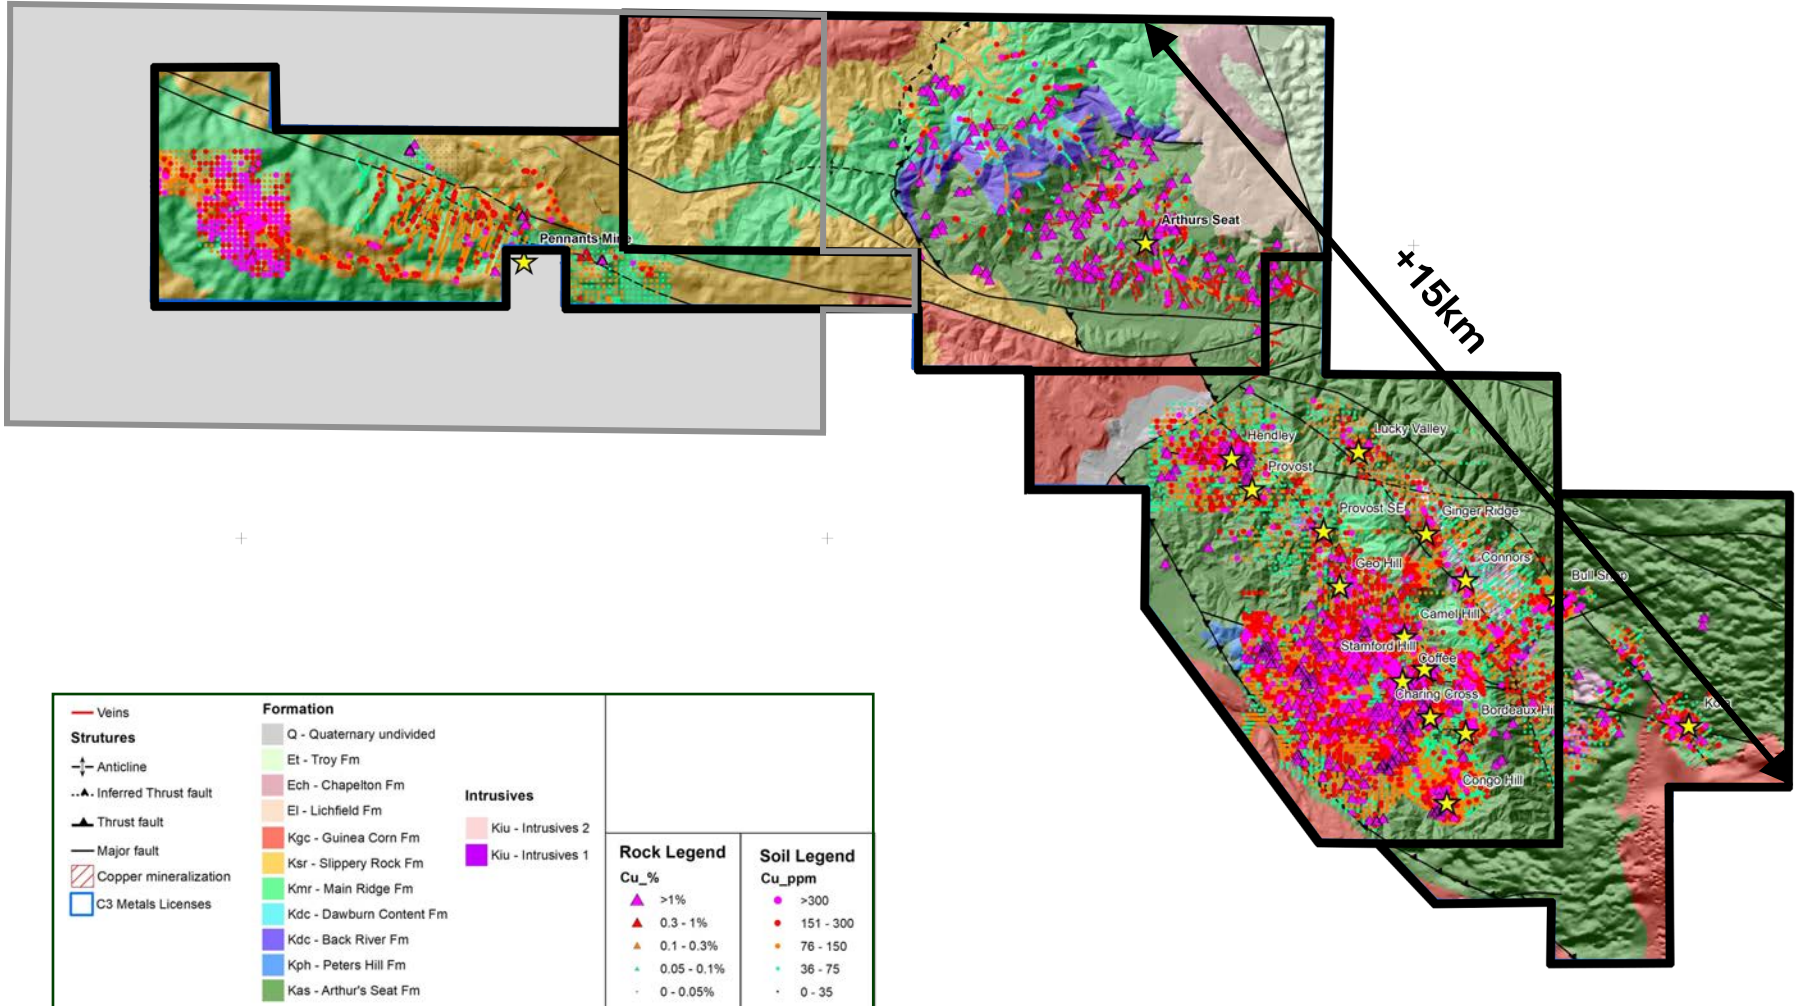 Arthurs Seat
Pennants Mine
+15km
Lucky Valley
Hendley
Provost
Provost SE
Ginger Ridge
Geo Hill
Connors
Bull
Camel Hill
Stamford Hill
Coffee
Charing Cross
Bordeaux Hi
Congo Hill
Veins
Strutures
Anticline
Inferred Thrust fault
Thrust fault
Major fault
Copper mineralization
C3 Metals Licenses
Formation
Q - Quaternary undivided
Et - Troy Fm
Ech - Chapelton Fm
El - Lichfield Fm
Kgc - Guinea Corn Fm
Ksr - Slippery Rock Fm
Kmr - Main Ridge Fm
Kdc - Dawburn Content Fm
Kdc - Back River Fm
Kph - Peters Hill Fm
Kas - Arthur's Seat Fm
Intrusives
Kiu - Intrusives 2
Kiu - Intrusives 1
Rock Legend
Cu_%
>1%
0.3 - 1%
0.1 - 0.3%
0.05 - 0.1%
0 - 0.05%
Soil Legend
Cu_ppm
>300
151 - 300
76 - 150
36 - 75
0 - 35